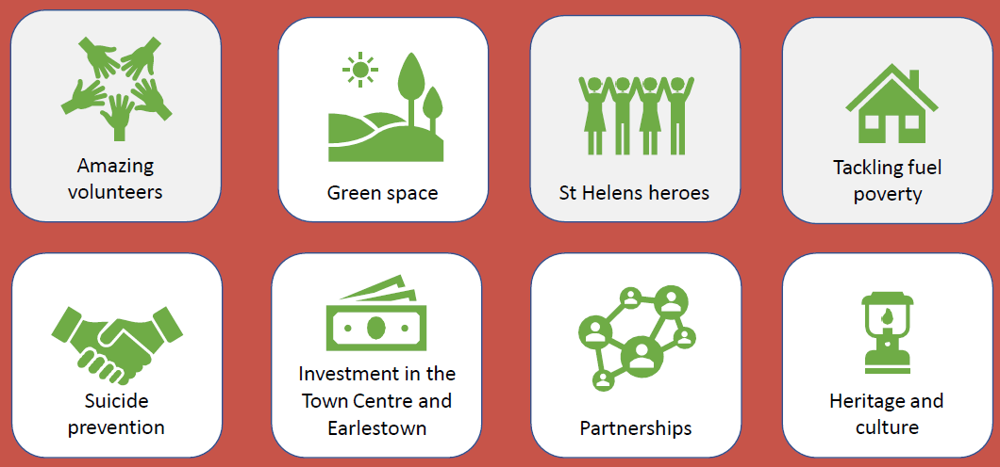 Amazing
volunteers
Green space
St Helens heroes
Tackling fuel
poverty
Suicide
prevention
Investment in the
Town Centre and
Earlestown
Partnerships
Heritage and
culture